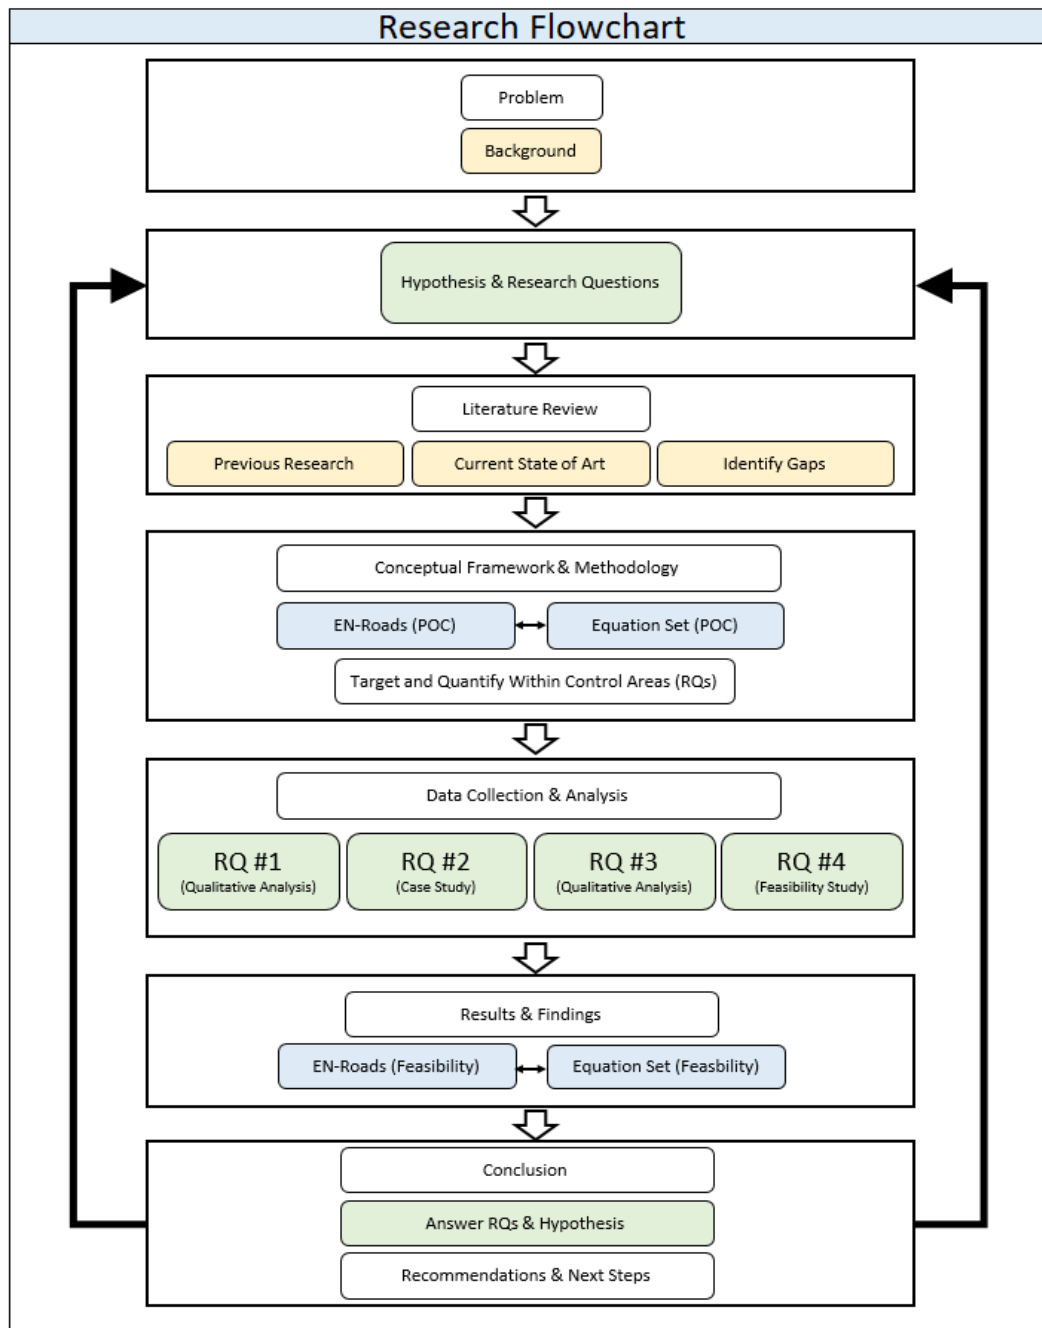 Research Flowchart
Problem
Background
Hypothesis & Research Questions
Literature Review
Previous Research
Current State of Art
Identify Gaps
Conceptual Framework & Methodology
EN-Roads (POC)
Equation Set (POC)
Target and Quantify Within Control Areas (RQs)
Data Collection & Analysis
RQ #1
(Qualitative Analysis)
RQ #2
(Case Study)
RQ #3
(Qualitative Analysis)
RQ #4
(Feasibility Study)
Results & Findings
EN-Roads (Feasibility)
Equation Set (Feasbility)
Conclusion
Answer RQs & Hypothesis
Recommendations & Next Steps